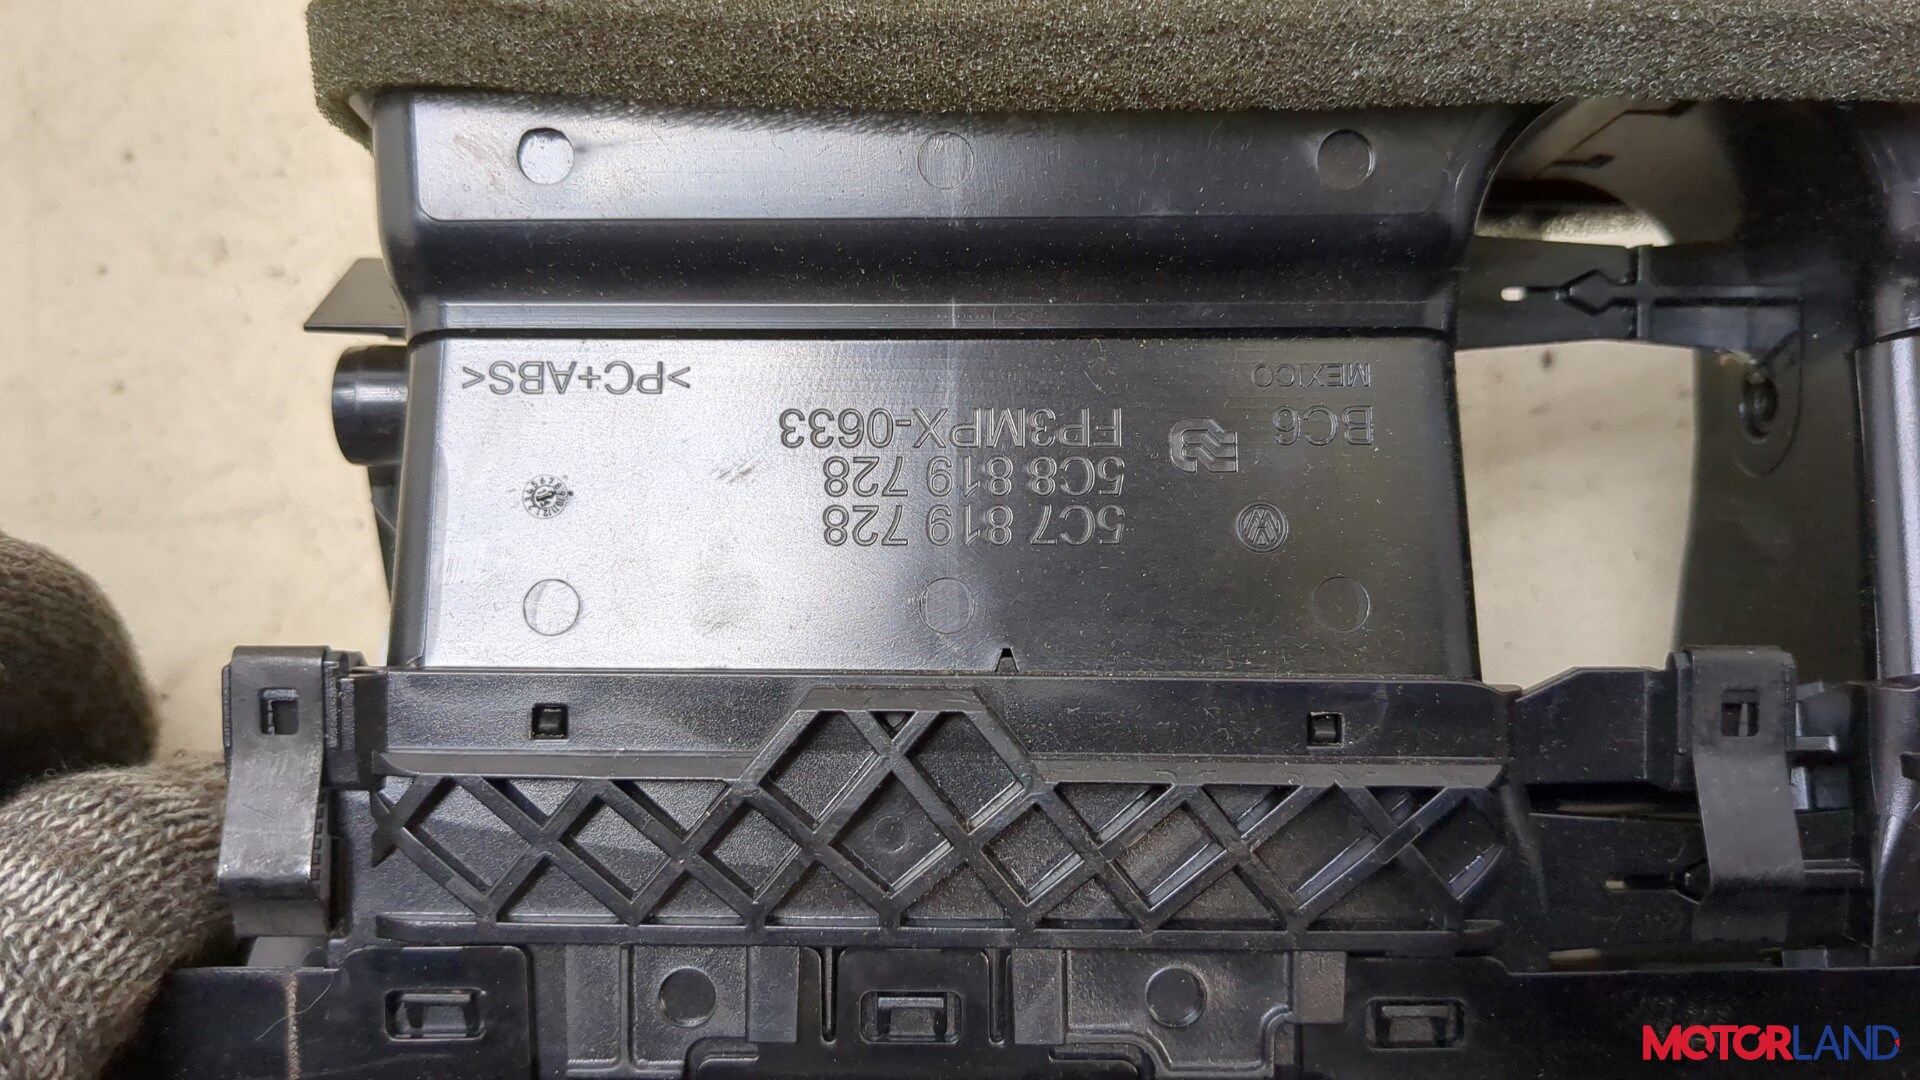 5C7 819 728
5C8 819 728
FP3MPX-0633
BC6
MEXICO
>PC+ABS<
MOTORLAND